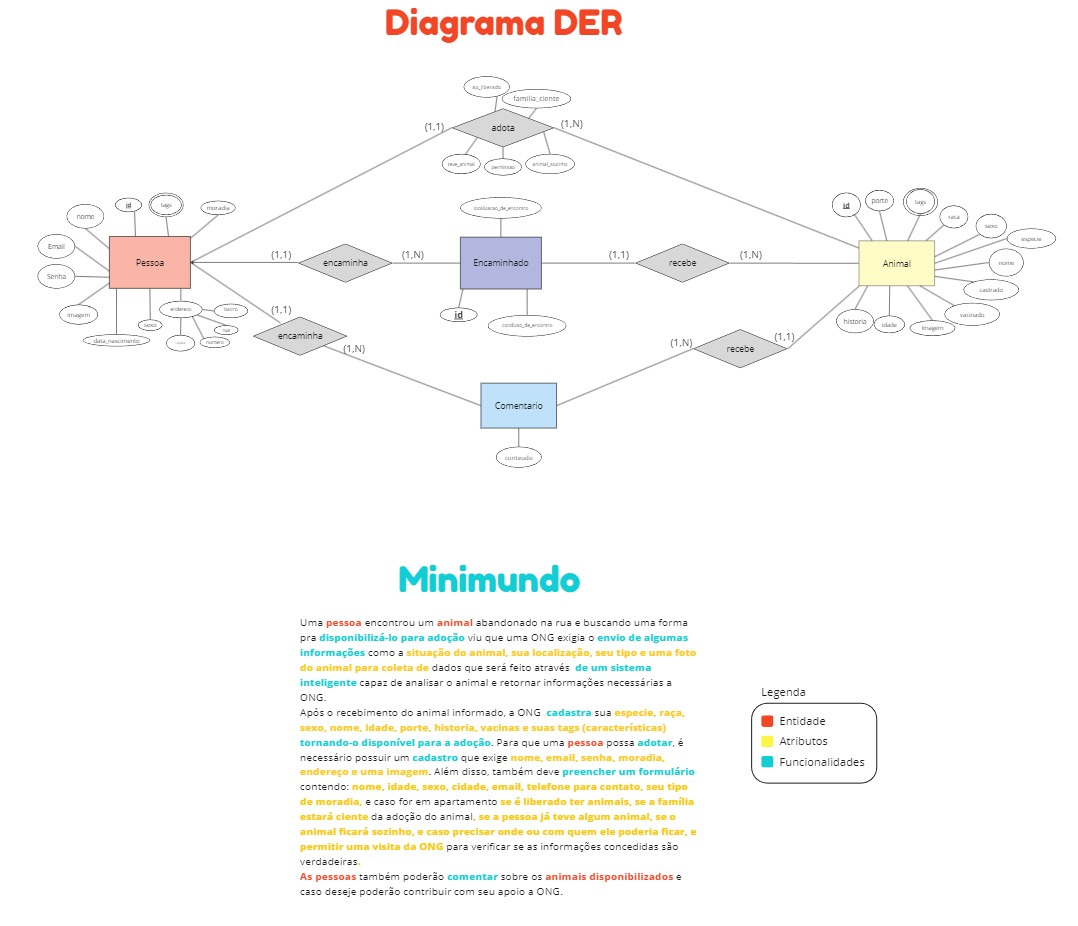 Diagrama DER
ap_liberado
familia_ciente
(1,1)
adota
(1,N)
teve_animal
permissao
animal_sozinho
nome
id
tags
moradia
Email
Pessoa
Senha
imagem
data_nascimento
sexo
endereco
bairro
rua
numero
(1,1)
encaminha
(1,N)
localizacao_de_encontro
Encaminhado
id
condicao_de_encontro
(1,1)
recebe
(1,N)
id
porte
tags
raca
sexo
especie
Animal
nome
castrado
vacinado
historia
idade
Imagem
(1,1)
encaminha
(1,N)
Comentario
conteudo
(1,N)
recebe
(1,1)
Minimundo
Uma pessoa encontrou um animal abandonado na rua e buscando uma forma
pra disponibilizá-lo para adoção viu que uma ONG exigia o envio de algumas
informações como a situação do animal, sua localização, seu tipo e uma foto
do animal para coleta de dados que será feito através de um sistema
inteligente capaz de analisar o animal e retornar informações necessárias a
ONG.
Após o recebimento do animal informado, a ONG cadastra sua especie, raça,
sexo, nome, idade, porte, historia, vacinas e suas tags (características)
tornando-o disponível para a adoção. Para que uma pessoa possa adotar, é
necessário possuir um cadastro que exige nome, email, senha, moradia,
endereço e uma imagem. Além disso, também deve preencher um formulário
contendo: nome, idade, sexo, cidade, email, telefone para contato, seu tipo
de moradia, e caso for em apartamento se é liberado ter animais, se a família
estará ciente da adoção do animal, se a pessoa já teve algum animal, se o
animal ficará sozinho, e caso precisar onde ou com quem ele poderia ficar, e
permitir uma visita da ONG para verificar se as informações concedidas são
verdadeiras.
As pessoas também poderão comentar sobre os animais disponibilizados e
caso deseje poderão contribuir com seu apoio a ONG.
Legenda
Entidade
Atributos
Funcionalidades